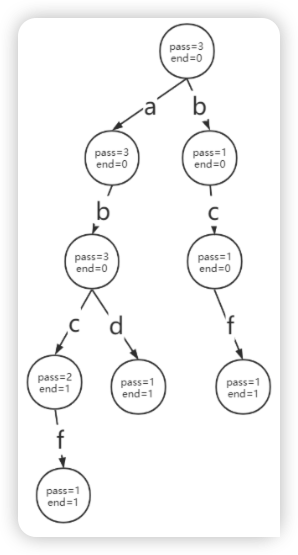 pass=3
end=0
a b
pass=3
end=0
pass=1
end=0
b c
pass=3
end=0
pass=1
end=0
c d f
pass=2
end=1
pass=1
end=1
pass=1
end=1
f
pass=1
end=1